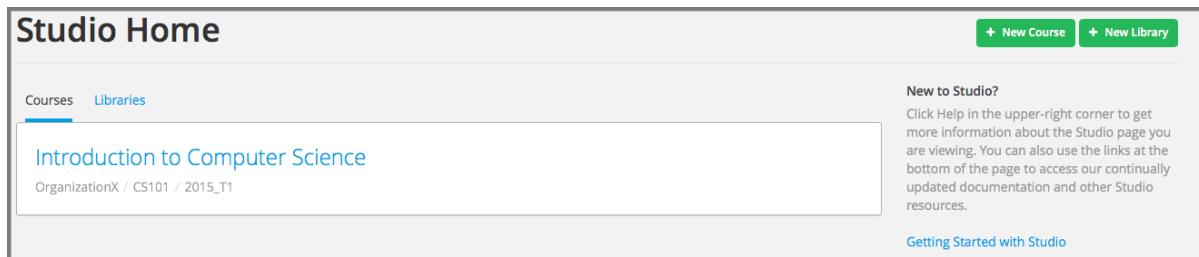 Studio Home
+ New Course
+ New Library
Courses
Libraries
Introduction to Computer Science
OrganizationX / CS101 / 2015_T1
New to Studio?
Click Help in the upper-right corner to get
more information about the Studio page you
are viewing. You can also use the links at the
bottom of the page to access our continually
updated documentation and other Studio
resources.
Getting Started with Studio